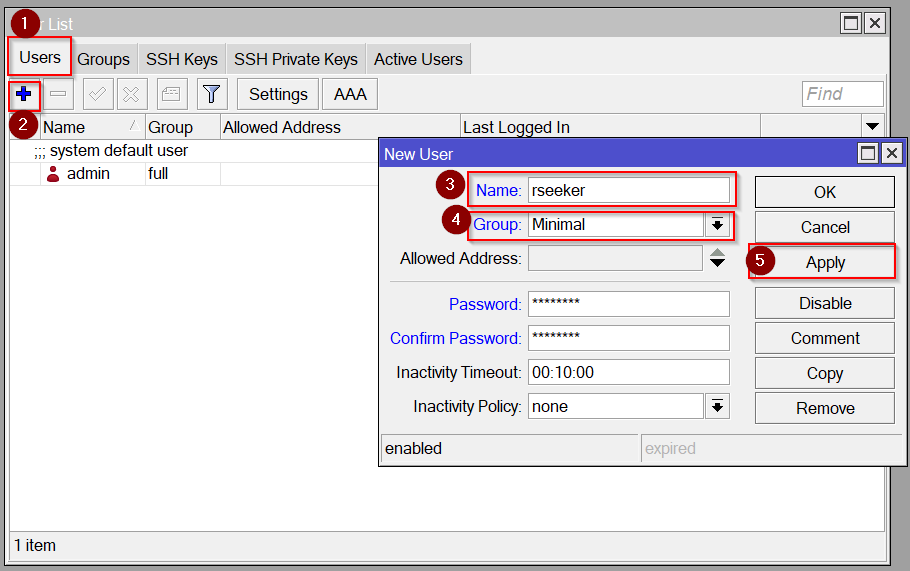 1
r List
Users Groups SSH Keys SSH Private Keys Active Users
Settings AAA Find
2
Name Group Allowed Address Last Logged In
;;; system default user
admin full
New User
3 Name: rseeker OK
4 Group: Minimal Cancel
Allowed Address: 5 Apply
Password: ******** Disable
Confirm Password: ******** Comment
Inactivity Timeout: 00:10:00 Copy
Inactivity Policy: none Remove
enabled expired
1 item